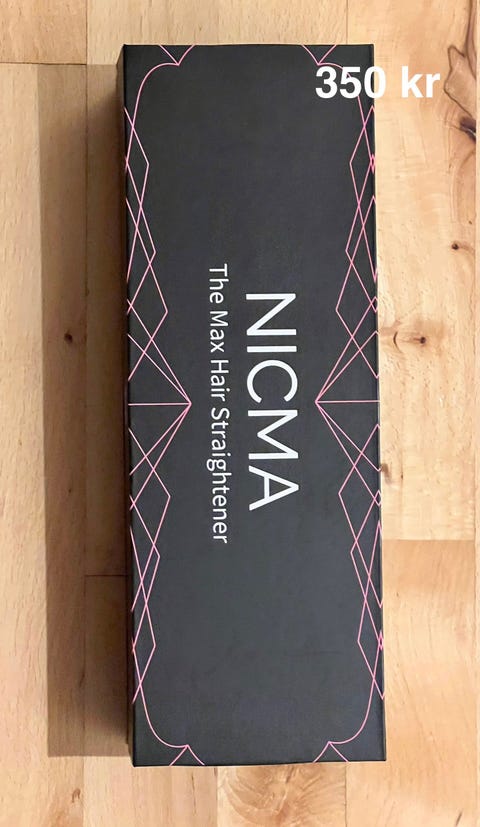 350 kr
NICMA
The Max Hair Straightener